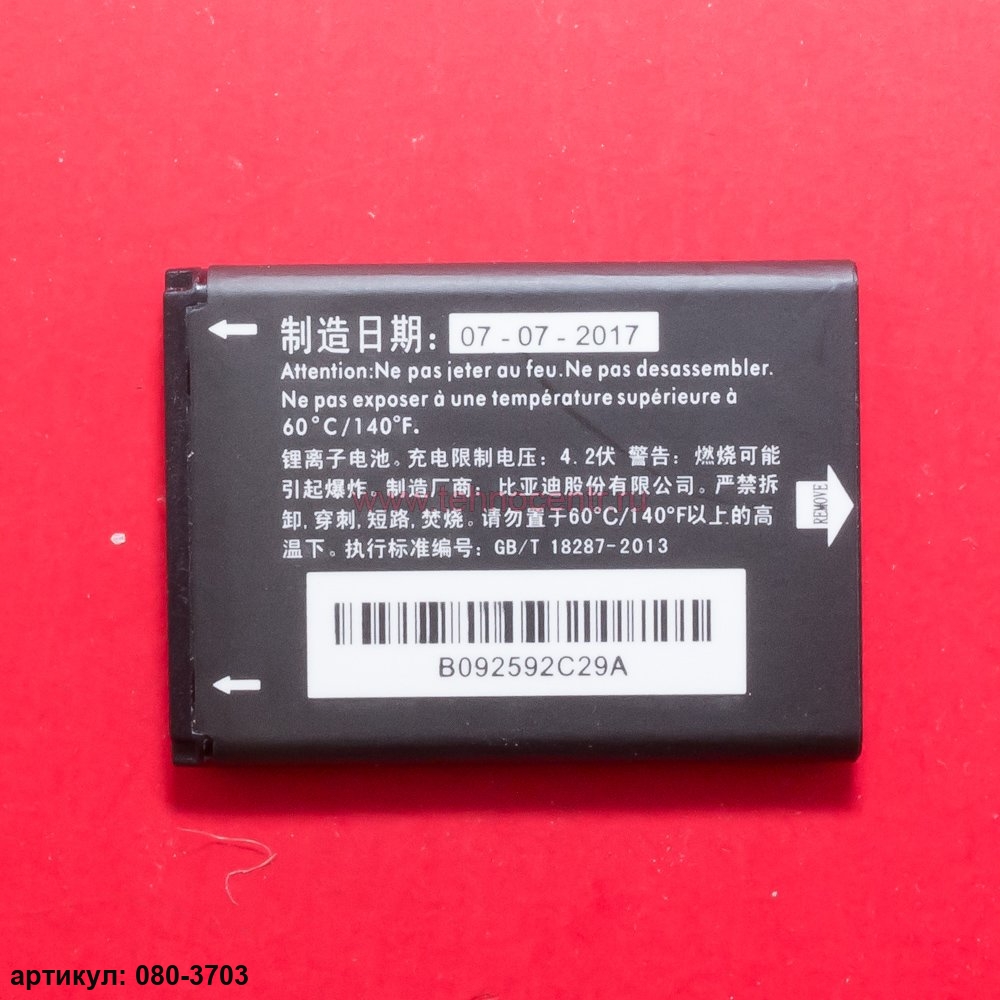 制造日期: 07-07-2017
Attention:Ne pas jeter au feu.Ne pas desassembler.
Ne pas exposer à une température supérieure à
60°C/140°F.
锂离子电池。充电限制电压: 4.2伏 警告: 燃烧可能
引起爆炸。制造厂商: 比亚迪股份有限公司。严禁拆
卸,穿刺,短路,焚烧。请勿置于60°C/140°F以上的高
温下。执行标准编号: GB/T 18287-2013
REMOVE
www.tehnocentr.ru
B092592C29A
артикул: 080-3703